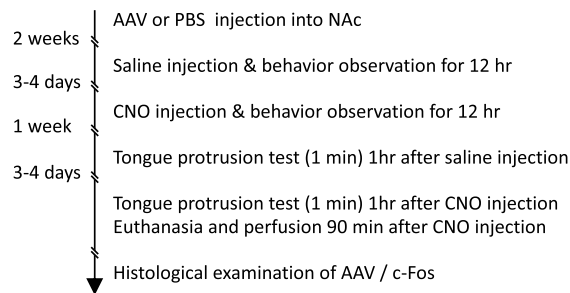 AAV or PBS injection into NAc
2 weeks
Saline injection & behavior observation for 12 hr
3-4 days
CNO injection & behavior observation for 12 hr
1 week
Tongue protrusion test (1 min) 1hr after saline injection
3-4 days
Tongue protrusion test (1 min) 1hr after CNO injection
Euthanasia and perfusion 90 min after CNO injection
Histological examination of AAV / c-Fos